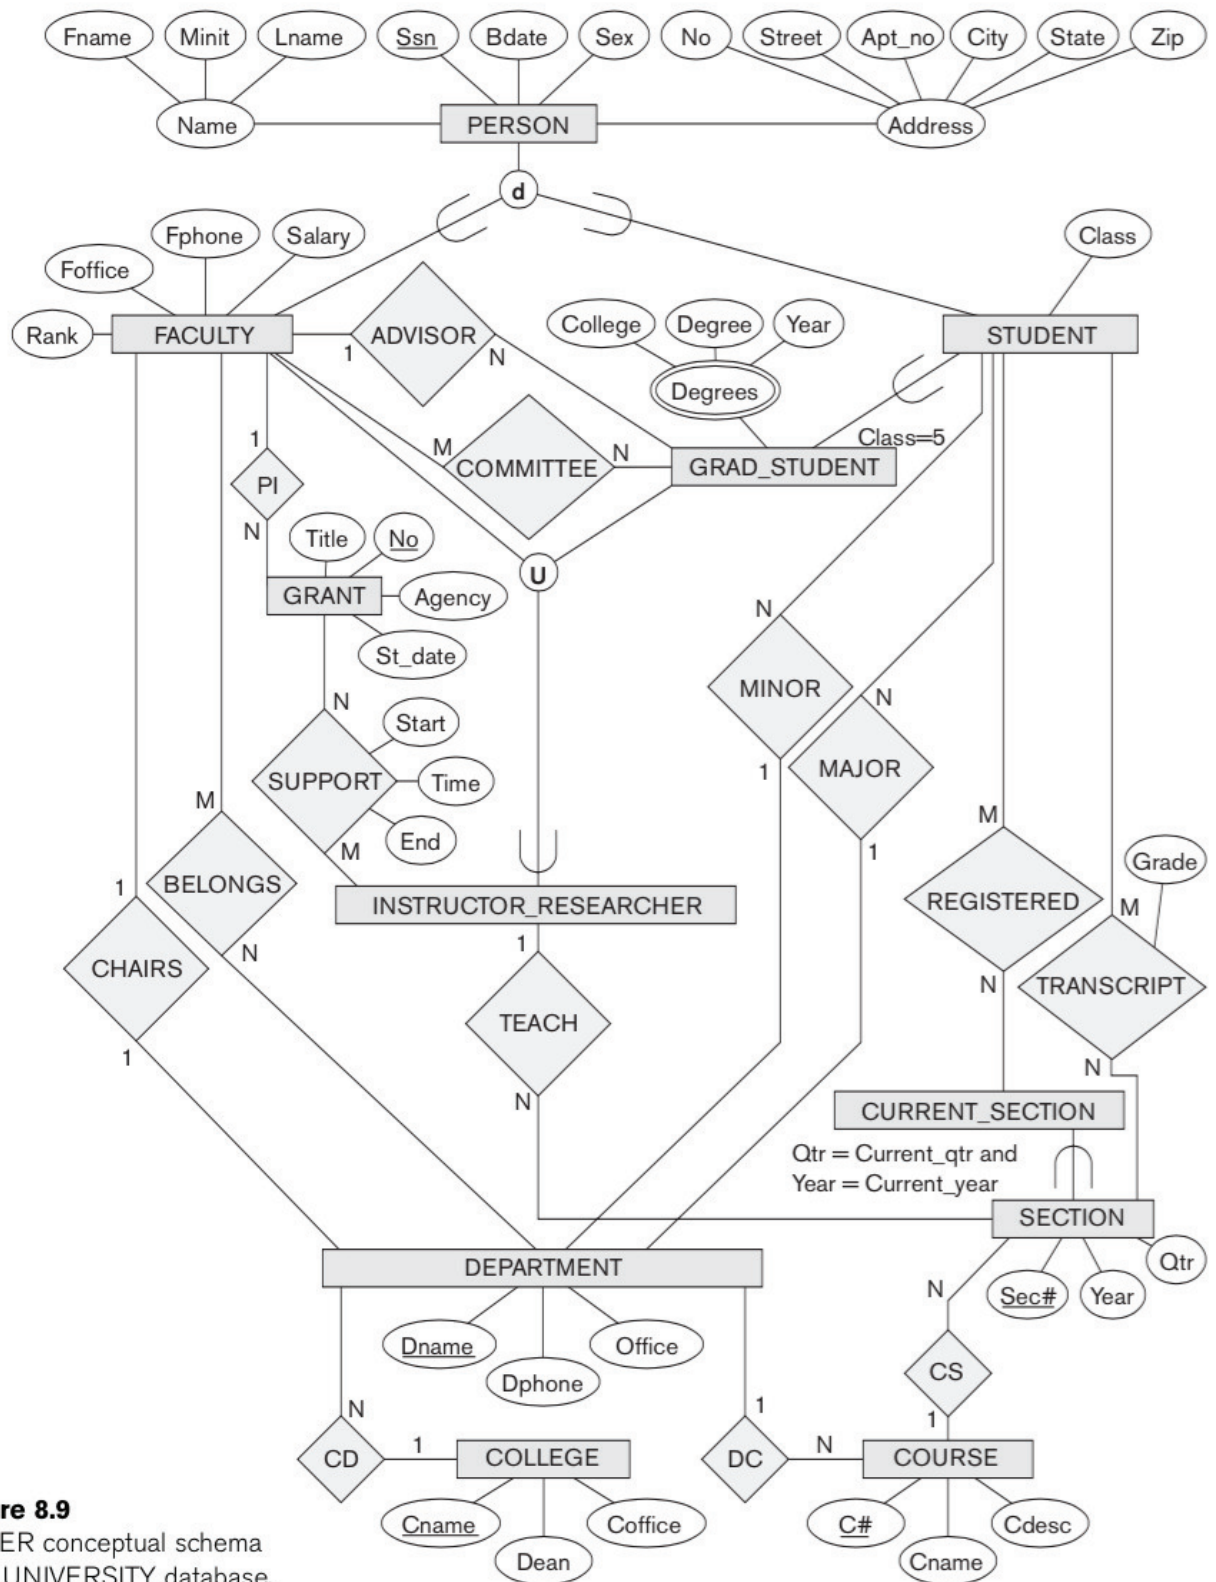 Fname Minit Lname Ssn Bdate Sex No Street Apt_no City State Zip
Name PERSON Address
d
Fphone Salary Class
Foffice
Rank FACULTY ADVISOR College Degree Year STUDENT
1 N
Degrees
Class=5
1 M COMMITTEE N GRAD_STUDENT
PI
N Title No
U
GRANT Agency
St_date
N
N Start MINOR N
SUPPORT Time 1 MAJOR
M End M
M 1 Grade
1 BELONGS INSTRUCTOR_RESEARCHER REGISTERED M
N 1
CHAIRS N TRANSCRIPT
TEACH
1 N
N
CURRENT_SECTION
Qtr = Current_qtr and
Year = Current_year
SECTION
DEPARTMENT Qtr
N Sec# Year
Dname Office
Dphone CS
N 1 1
CD 1 COLLEGE DC N COURSE
Cname Coffice C# Cdesc
Dean Cname
re 8.9
ER conceptual schema
UNIVERSITY database